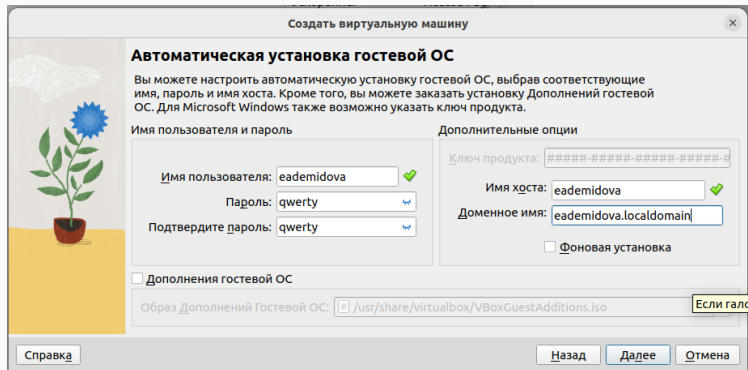 Создать виртуальную машину
Автоматическая установка гостевой ОС
Вы можете настроить автоматическую установку гостевой ОС, выбрав соответствующие
имя, пароль и имя хоста. Кроме того, вы можете заказать установку Дополнений гостевой
ОС. Для Microsoft Windows также возможно указать ключ продукта.
Имя пользователя и пароль
Имя пользователя: eademidova
Пароль: qwerty
Подтвердите пароль: qwerty
Дополнительные опции
Ключ продукта: #####-#####-#####-#####-#
Имя хоста: eademidova
Доменное имя: eademidova.localdomain
Фоновая установка
Дополнения гостевой ОС
Образ Дополнений Гостевой ОС: /usr/share/virtualbox/VBoxGuestAdditions.iso
Если гало
Справка
Назад
Далее
Отмена